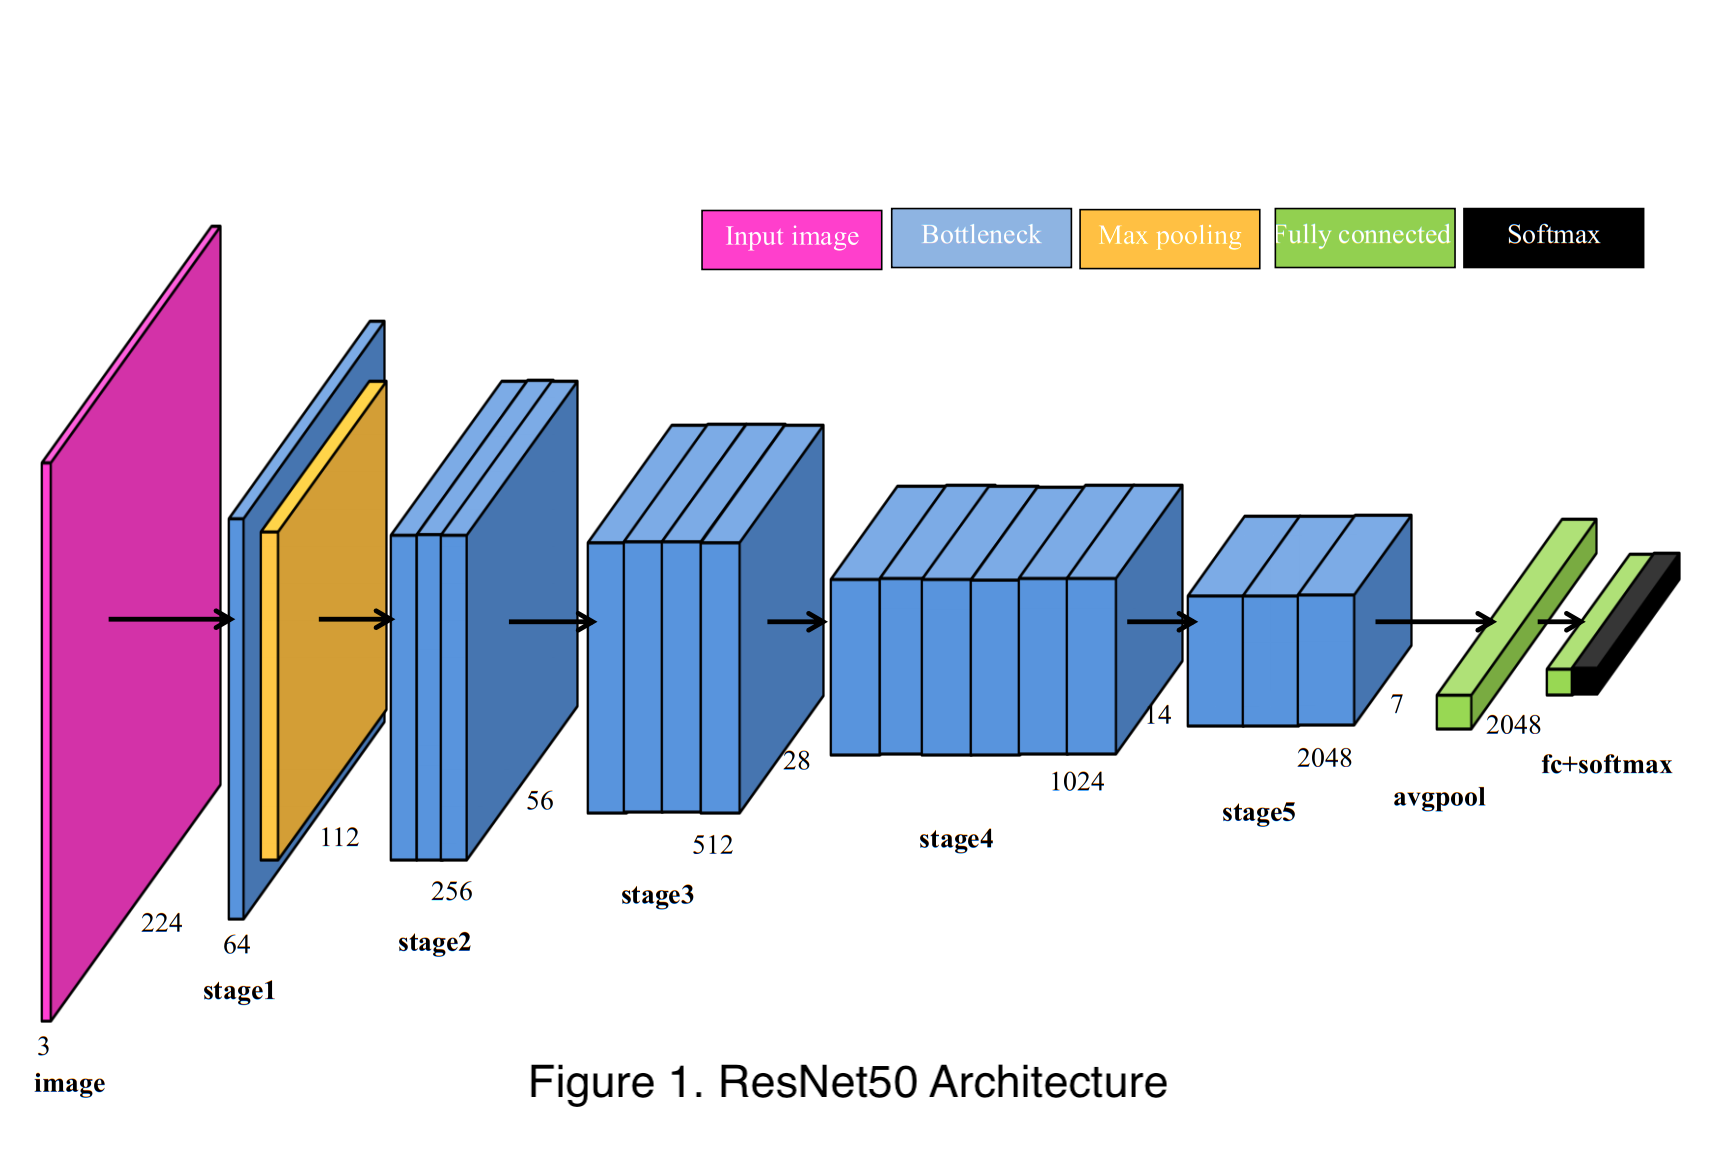 Input image
Bottleneck
Max pooling
Fully connected
Softmax
3
image
224
64
stage1
112
256
stage2
56
512
stage3
28
1024
stage4
14
2048
stage5
7
avgpool
2048
fc+softmax
Figure 1. ResNet50 Architecture